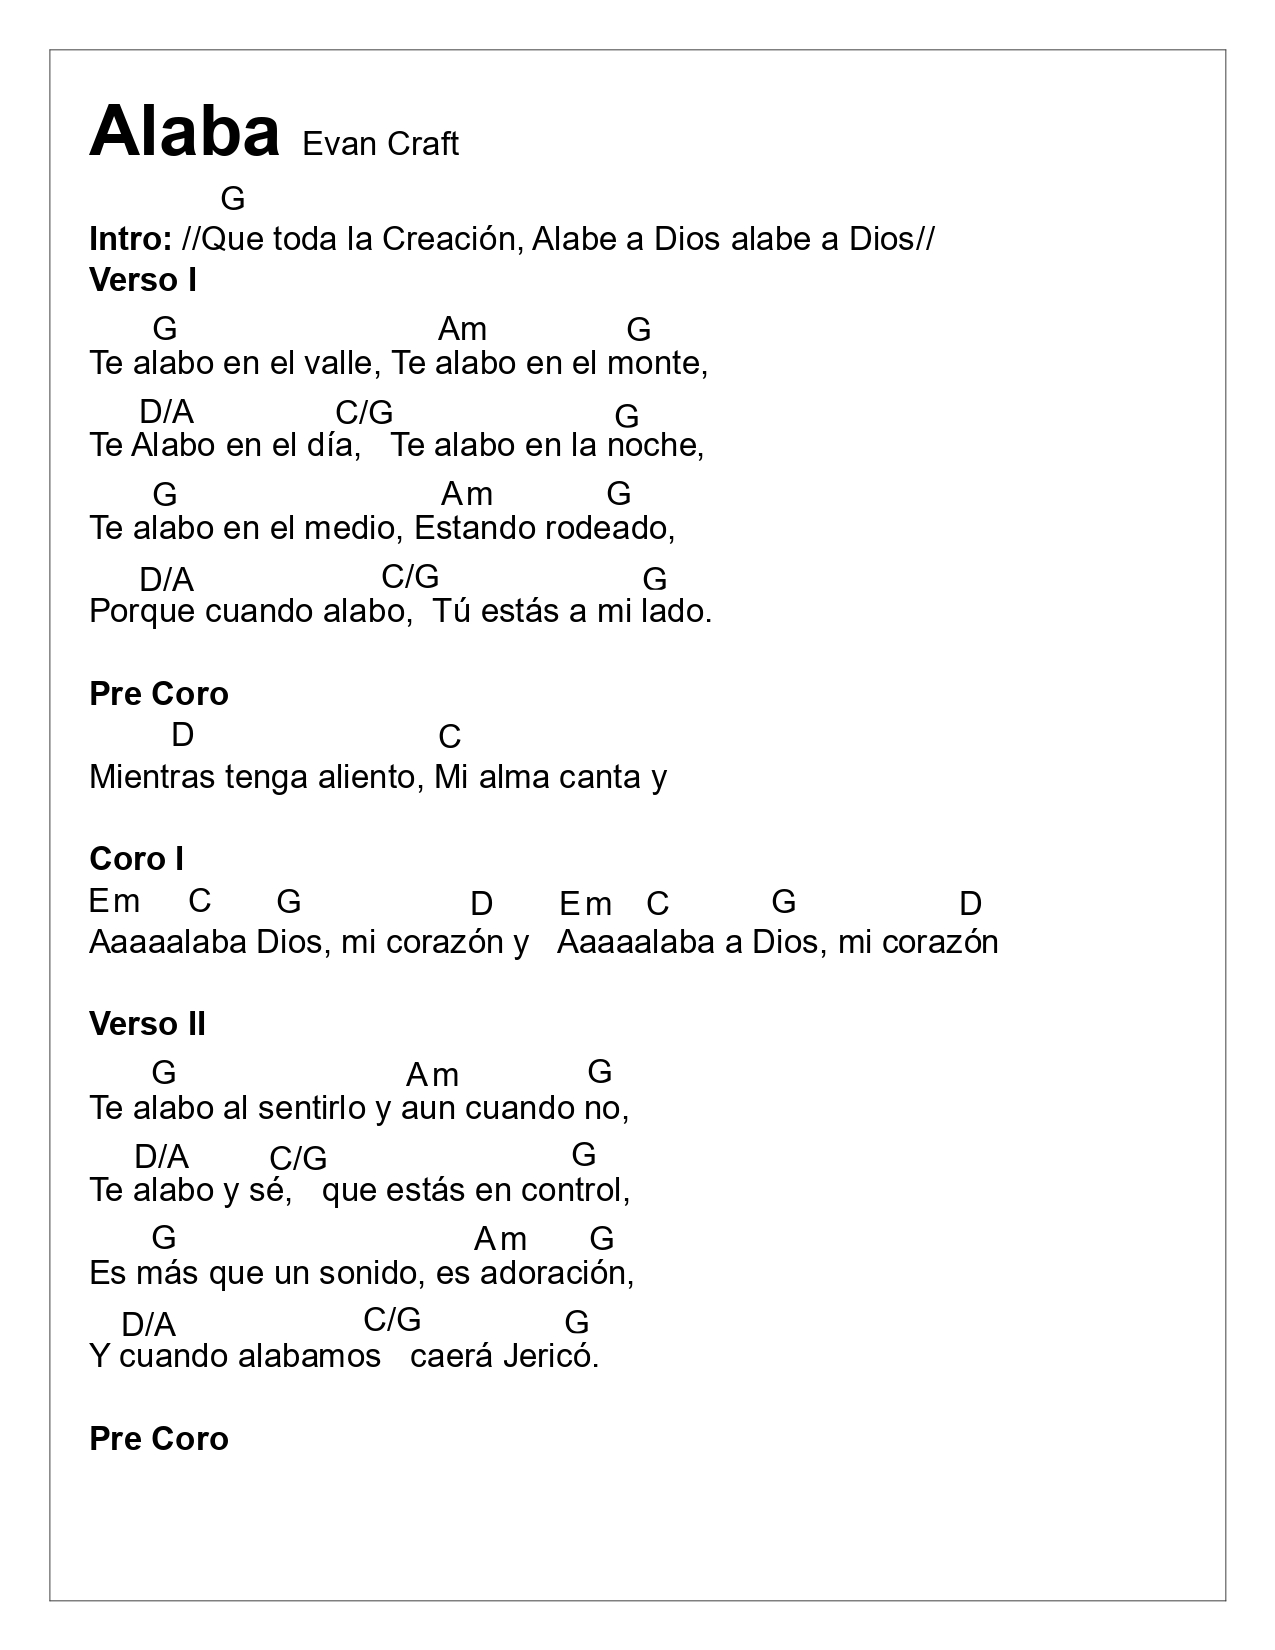 Alaba Evan Craft
G
Intro: //Que toda la Creación, Alabe a Dios alabe a Dios//
Verso I
G Am G
Te alabo en el valle, Te alabo en el monte,
D/A C/G G
Te Alabo en el día, Te alabo en la noche,
G Am G
Te alabo en el medio, Estando rodeado,
D/A C/G G
Porque cuando alabo, Tú estás a mi lado.
Pre Coro
D C
Mientras tenga aliento, Mi alma canta y
Coro I
Em C G D Em C G D
Aaaaalaba Dios, mi corazón y Aaaaalaba a Dios, mi corazón
Verso II
G Am G
Te alabo al sentirlo y aun cuando no,
D/A C/G G
Te alabo y sé, que estás en control,
G Am G
Es más que un sonido, es adoración,
D/A C/G G
Y cuando alabamos caerá Jericó.
Pre Coro